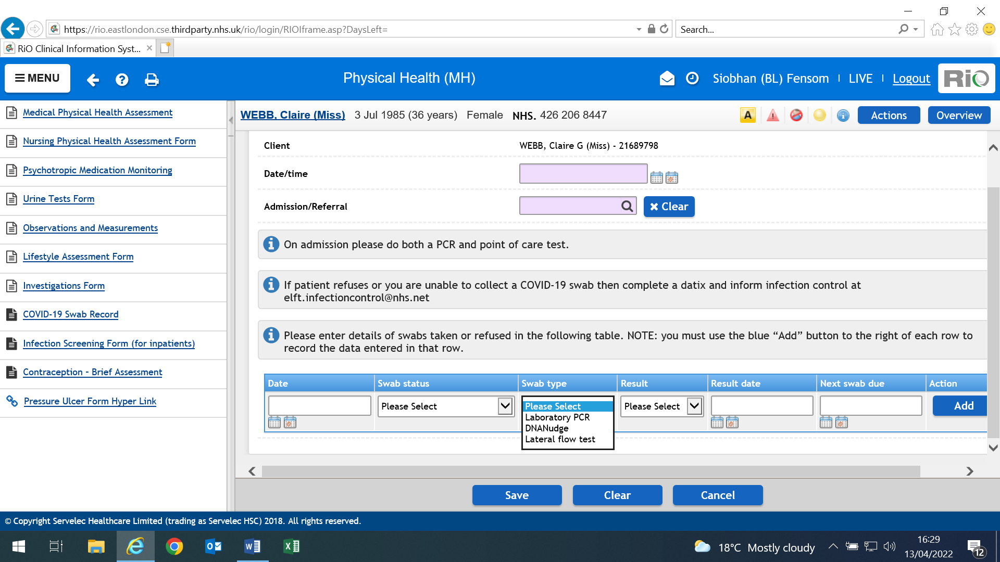 https://rio.eastlondon.cse.thirdparty.nhs.uk/rio/login/RIOIframe.asp?DaysLeft=
Search...
RiO Clinical Information Syst...
MENU
Physical Health (MH)
Siobhan (BL) Fensom
LIVE
Logout
RiO
Medical Physical Health Assessment
Nursing Physical Health Assessment Form
Psychotropic Medication Monitoring
Urine Tests Form
Observations and Measurements
Lifestyle Assessment Form
Investigations Form
COVID-19 Swab Record
Infection Screening Form (for inpatients)
Contraception - Brief Assessment
Pressure Ulcer Form Hyper Link
WEBB, Claire (Miss) 3 Jul 1985 (36 years) Female NHS. 426 206 8447
A
Actions
Overview
Client WEBB, Claire G (Miss) - 21689798
Date/time
Admission/Referral
Clear
On admission please do both a PCR and point of care test.
If patient refuses or you are unable to collect a COVID-19 swab then complete a datix and inform infection control at
elft.infectioncontrol@nhs.net
Please enter details of swabs taken or refused in the following table. NOTE: you must use the blue “Add” button to the right of each row to
record the data entered in that row.
Date Swab status Swab type Result Result date Next swab due Action
Please Select
Please Select
Laboratory PCR
DNANudge
Lateral flow test
Please Select
Add
Save
Clear
Cancel
© Copyright Servelec Healthcare Limited (trading as Servelec HSC) 2018. All rights reserved.
18°C Mostly cloudy
16:29
13/04/2022
12